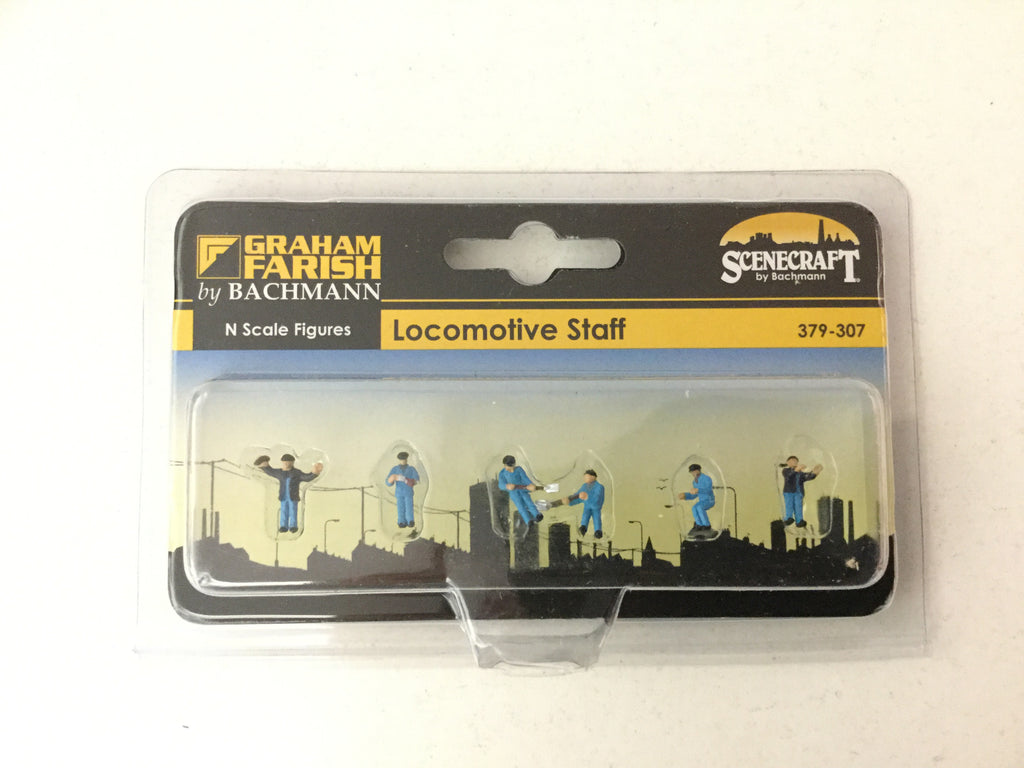 GRAHAM
FARISH
by BACHMANN
SCENECRAFT
by Bachmann
N Scale Figures
Locomotive Staff
379-307